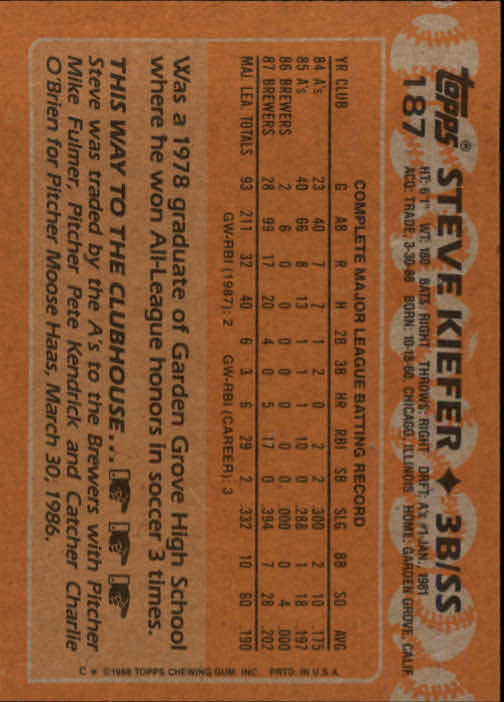 topps® STEVE KIEFER ✦ 3B/SS
187 HT: 6'1" WT: 180 BATS: RIGHT THROWS: RIGHT DRFT: A's #1-JAN., 1981
ACQ: TRADE, 3-30-86 BORN: 10-18-60, CHICAGO, ILLINOIS HOME: GARDEN GROVE, CALIF.
COMPLETE MAJOR LEAGUE BATTING RECORD
YR CLUB G AB R H 2B 3B HR RBI SB SLG BB SO AVG
84 A's 23 40 7 7 1 2 0 2 2 .300 2 10 .175
85 A's 40 66 8 13 1 1 1 10 0 .288 1 18 .197
86 BREWERS 2 6 0 0 0 0 0 0 0 .000 0 4 .000
87 BREWERS 28 99 17 20 4 0 5 17 0 .394 7 28 .202
MAJ. LEA. TOTALS 93 211 32 40 6 3 6 29 2 .332 10 60 .190
GW-RBI (1987): 2 GW-RBI (CAREER): 3
Was a 1978 graduate of Garden Grove High School
where he won All-League honors in soccer 3 times.
THIS WAY TO THE CLUBHOUSE...
Steve was traded by the A's to the Brewers with Pitcher
Mike Fulmer, Pitcher Pete Kendrick and Catcher Charlie
O'Brien for Pitcher Moose Haas, March 30, 1986.
C * ©1988 TOPPS CHEWING GUM, INC. PRTD. IN U.S.A.